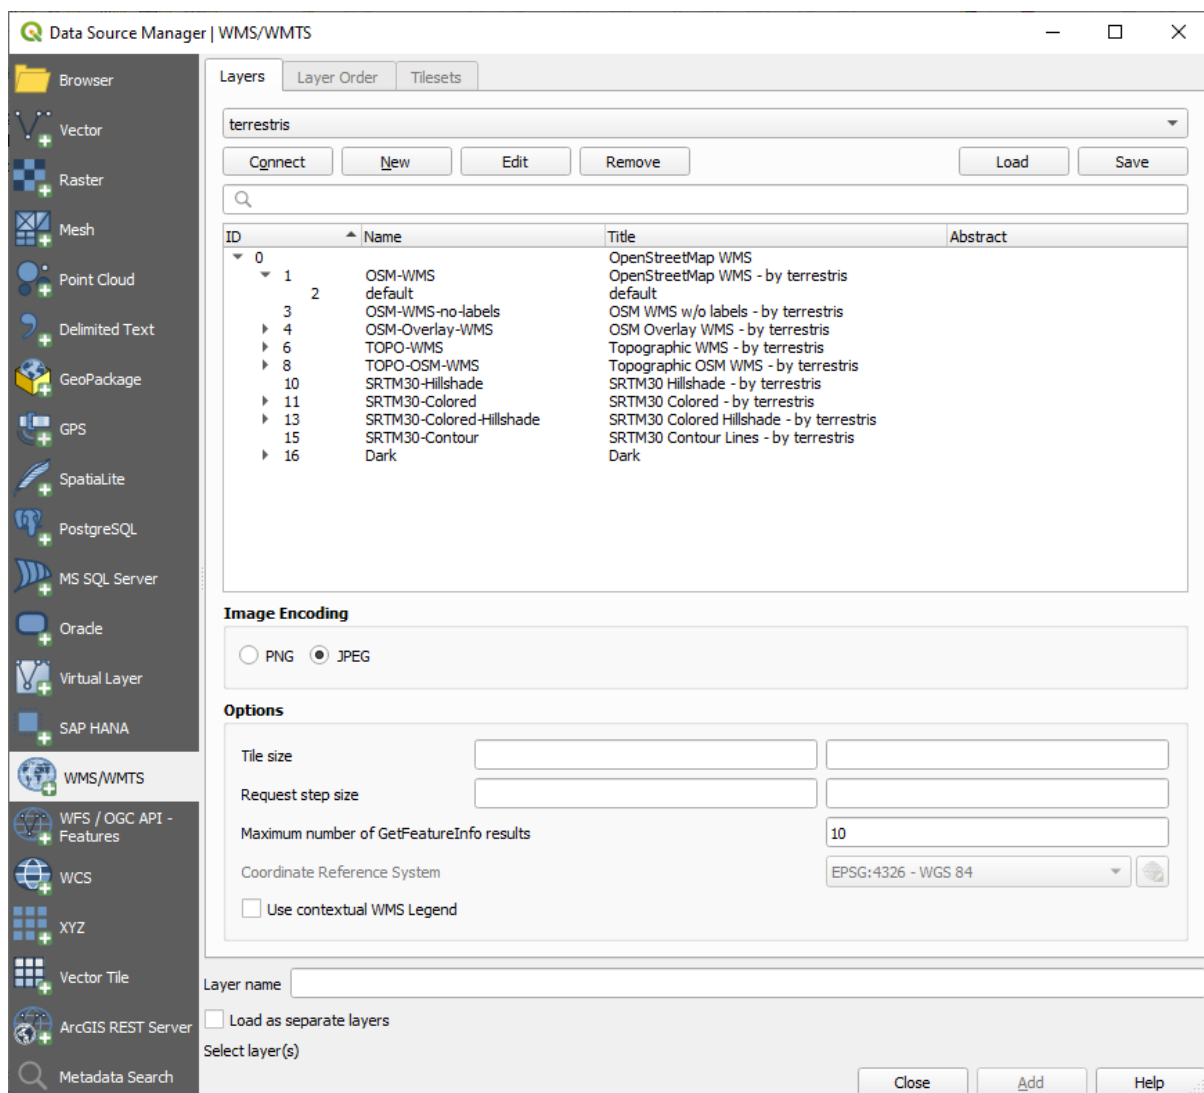 Data Source Manager | WMS/WMTS
Browser
Vector
Raster
Mesh
Point Cloud
Delimited Text
GeoPackage
GPS
SpatiaLite
PostgreSQL
MS SQL Server
Oracle
Virtual Layer
SAP HANA
WMS/WMTS
WFS / OGC API -
Features
WCS
XYZ
Vector Tile
ArcGIS REST Server
Metadata Search
Layers Layer Order Tilesets
terrestris
Connect New Edit Remove Load Save
ID Name Title Abstract
0 OpenStreetMap WMS
1 OSM-WMS OpenStreetMap WMS - by terrestris
2 default default
3 OSM-WMS-no-labels OSM WMS w/o labels - by terrestris
4 OSM-Overlay-WMS OSM Overlay WMS - by terrestris
6 TOPO-WMS Topographic WMS - by terrestris
8 TOPO-OSM-WMS Topographic OSM WMS - by terrestris
10 SRTM30-Hillshade SRTM30 Hillshade - by terrestris
11 SRTM30-Colored SRTM30 Colored - by terrestris
13 SRTM30-Colored-Hillshade SRTM30 Colored Hillshade - by terrestris
15 SRTM30-Contour SRTM30 Contour Lines - by terrestris
16 Dark Dark
Image Encoding
PNG JPEG
Options
Tile size
Request step size
Maximum number of GetFeatureInfo results 10
Coordinate Reference System EPSG:4326 - WGS 84
Use contextual WMS Legend
Layer name
Load as separate layers
Select layer(s)
Close Add Help